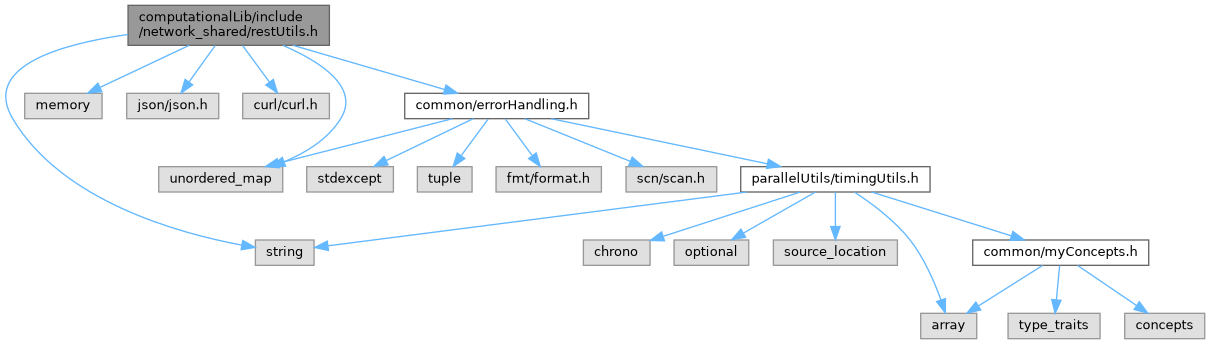 computationalLib/include
/network_shared/restUtils.h
memory
json/json.h
curl/curl.h
common/errorHandling.h
unordered_map
stdexcept
tuple
fmt/format.h
scn/scan.h
parallelUtils/timingUtils.h
string
chrono
optional
source_location
common/myConcepts.h
array
type_traits
concepts